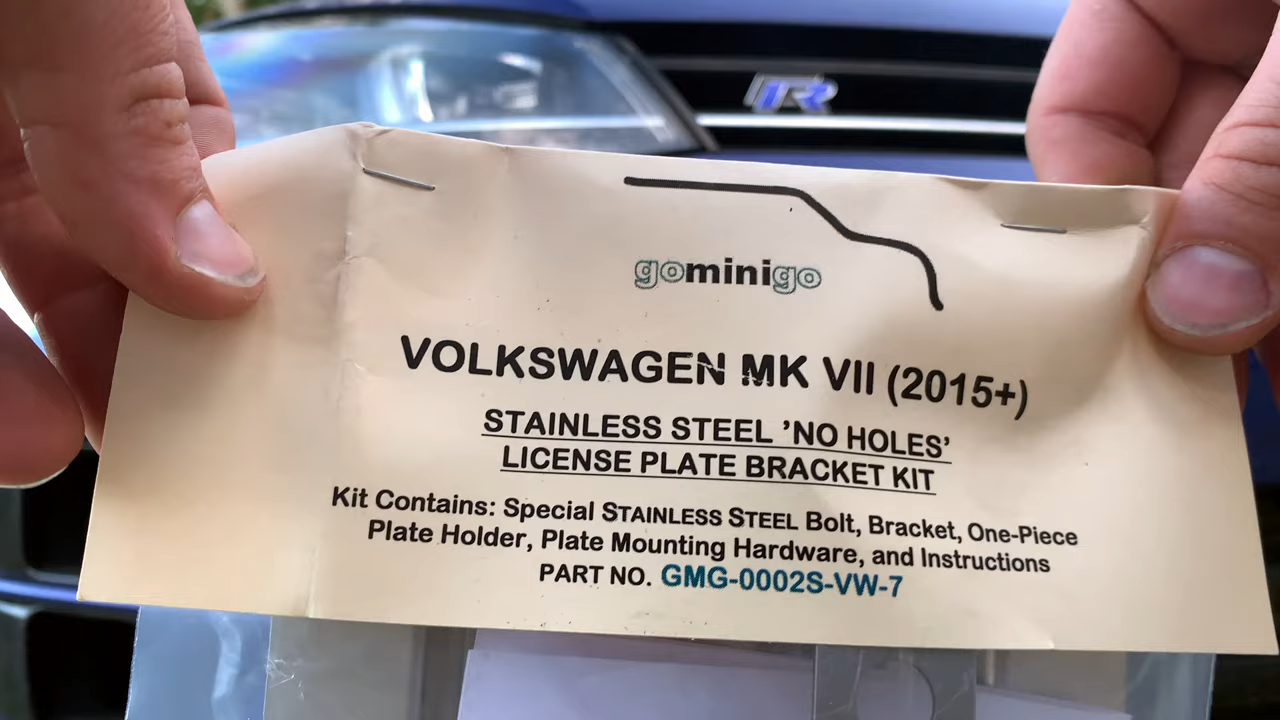 R
gominigo
VOLKSWAGEN MK VII (2015+)
STAINLESS STEEL 'NO HOLES'
LICENSE PLATE BRACKET KIT
Kit Contains: Special STAINLESS STEEL Bolt, Bracket, One-Piece
Plate Holder, Plate Mounting Hardware, and Instructions
PART NO. GMG-0002S-VW-7